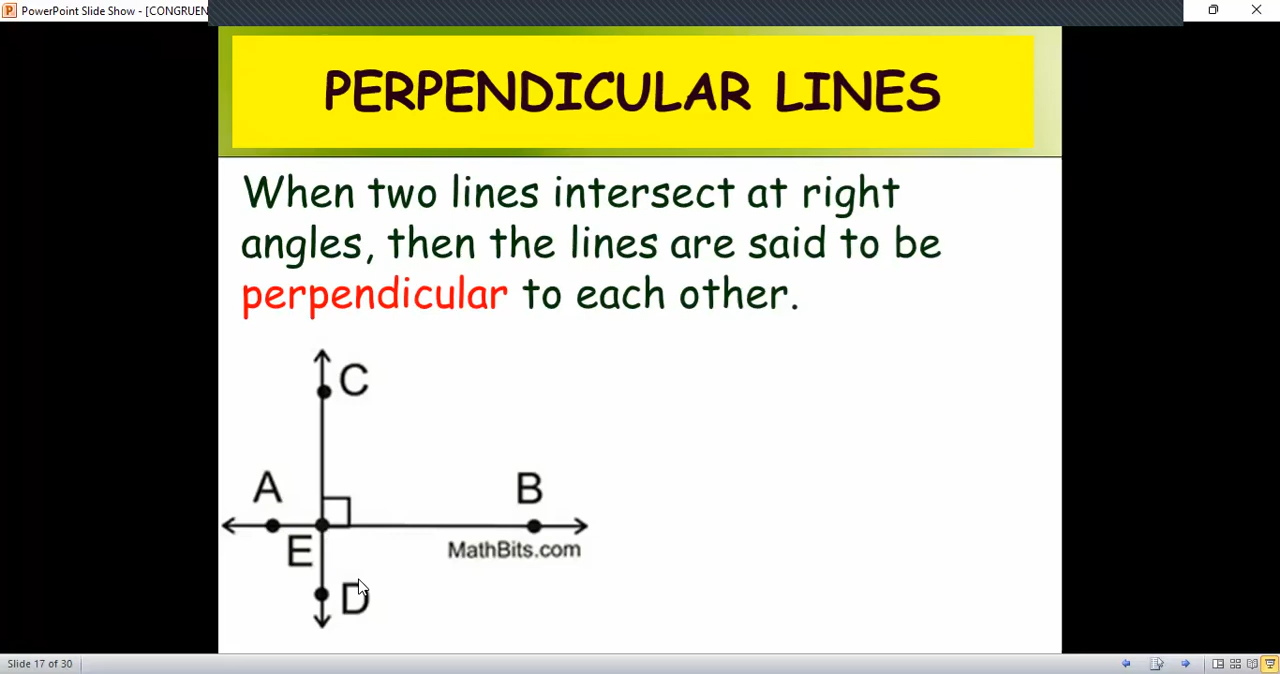 PowerPoint Slide Show - [CONGRUEN
PERPENDICULAR LINES
When two lines intersect at right
angles, then the lines are said to be
perpendicular to each other.
C
A
B
E
MathBits.com
D
Slide 17 of 30